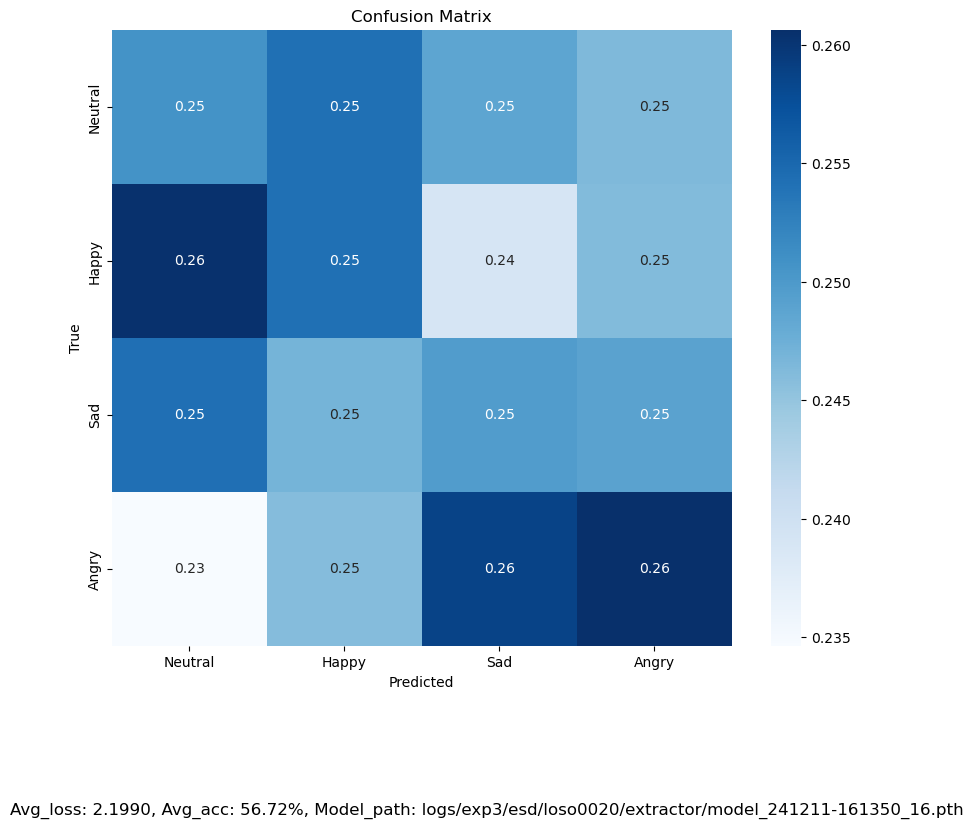 Confusion Matrix
Neutral 0.25 0.25 0.25 0.25
Happy 0.26 0.25 0.24 0.25
Sad 0.25 0.25 0.25 0.25
Angry 0.23 0.25 0.26 0.26
True
Neutral Happy Sad Angry
Predicted
0.260
0.255
0.250
0.245
0.240
0.235
Avg_loss: 2.1990, Avg_acc: 56.72%, Model_path: logs/exp3/esd/loso0020/extractor/model_241211-161350_16.pth